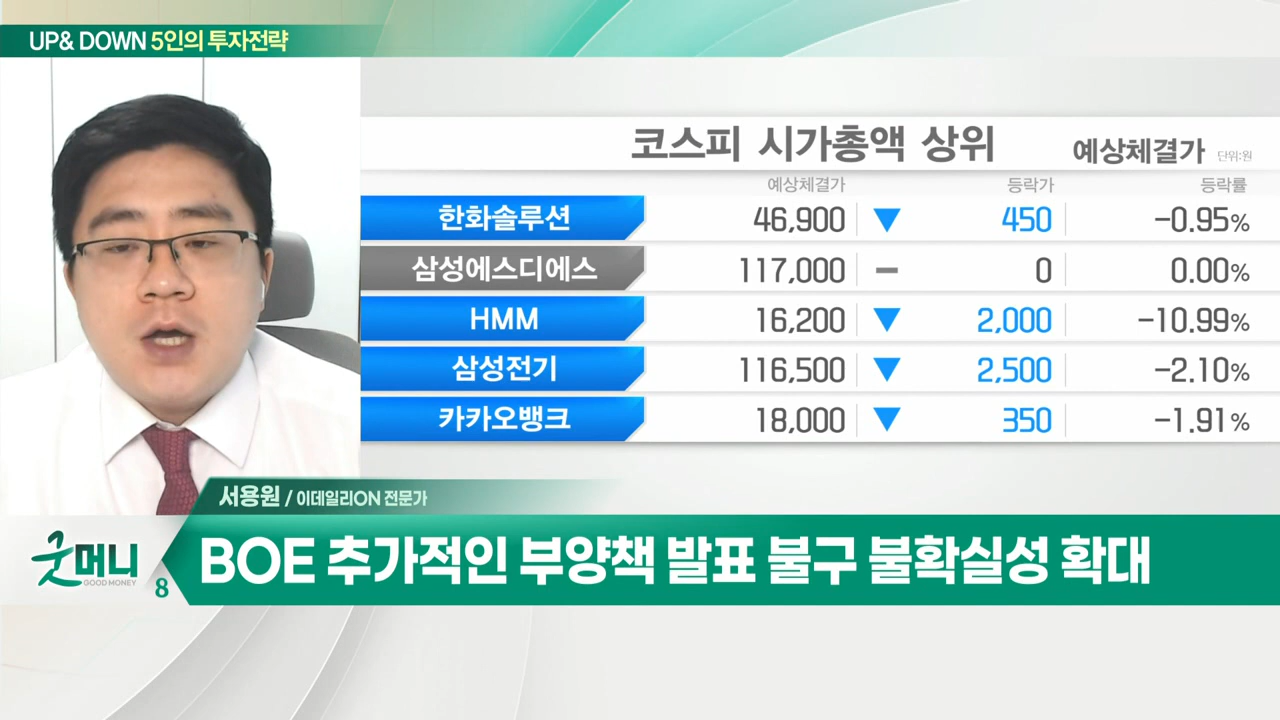 UP& DOWN 5인의 투자전략
코스피 시가총액 상위 예상체결가 단위:원
예상체결가 등락가 등락률
한화솔루션 46,900 ▼ 450 -0.95%
삼성에스디에스 117,000 - 0 0.00%
HMM 16,200 ▼ 2,000 -10.99%
삼성전기 116,500 ▼ 2,500 -2.10%
카카오뱅크 18,000 ▼ 350 -1.91%
서용원 / 이데일리ON 전문가
굿머니
GOOD MONEY
8
BOE 추가적인 부양책 발표 불구 불확실성 확대